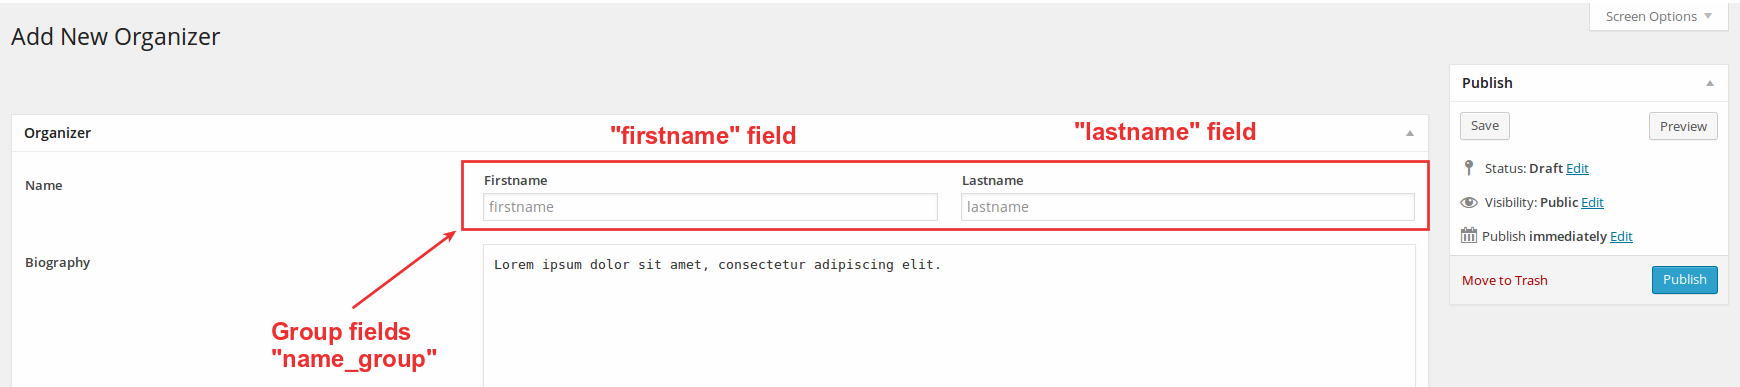 Screen Options
Add New Organizer
Organizer
"firstname" field
"lastname" field
Name
Firstname
Lastname
firstname
lastname
Biography
Lorem ipsum dolor sit amet, consectetur adipiscing elit.
Group fields
"name_group"
Publish
Save
Preview
Status: Draft Edit
Visibility: Public Edit
Publish immediately Edit
Move to Trash
Publish